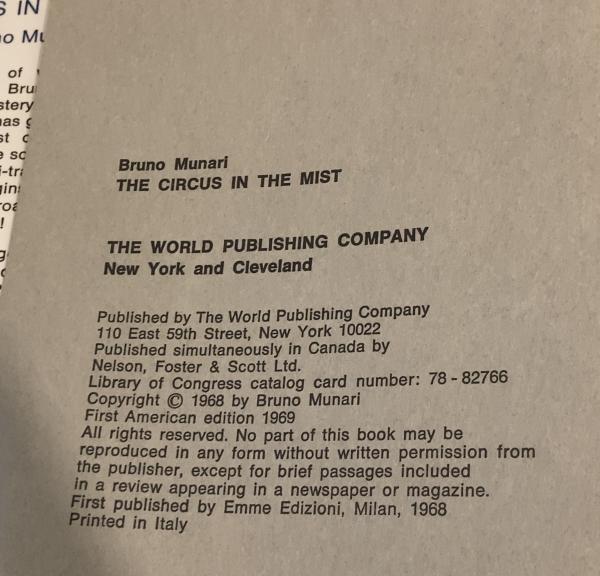 S IN
of
Bruno Munari
THE CIRCUS IN THE MIST
THE WORLD PUBLISHING COMPANY
New York and Cleveland
Published by The World Publishing Company
110 East 59th Street, New York 10022
Published simultaneously in Canada by
Nelson, Foster & Scott Ltd.
Library of Congress catalog card number: 78-82766
Copyright © 1968 by Bruno Munari
First American edition 1969
All rights reserved. No part of this book may be
reproduced in any form without written permission from
the publisher, except for brief passages included
in a review appearing in a newspaper or magazine.
First published by Emme Edizioni, Milan, 1968
Printed in Italy